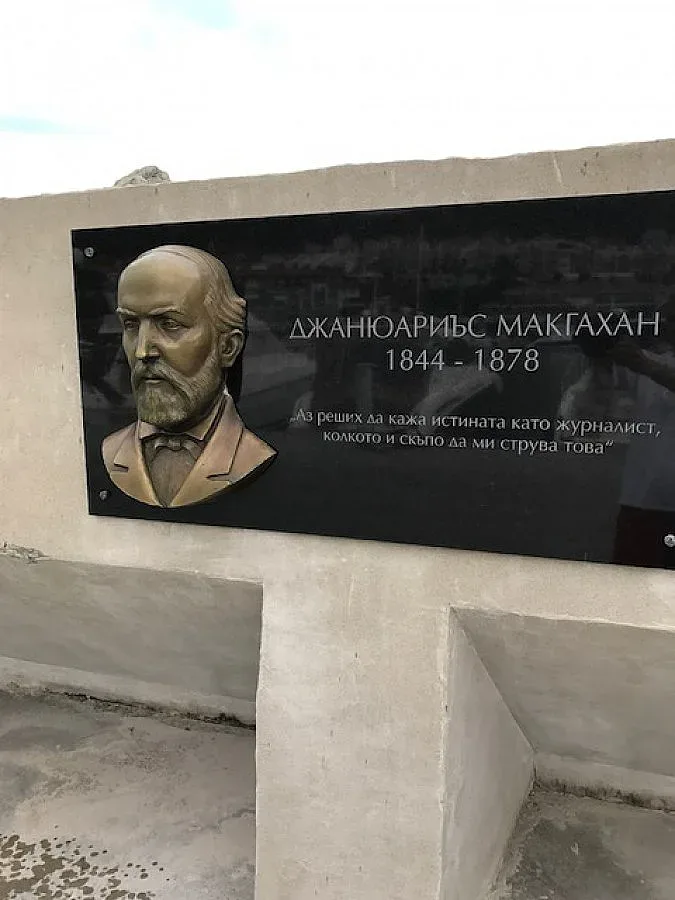 ДЖАНЮАРИЪС МАКГАХАН
1844 - 1878
„Аз реших да кажа истината като журналист,
колкото и скъпо да ми струва това“